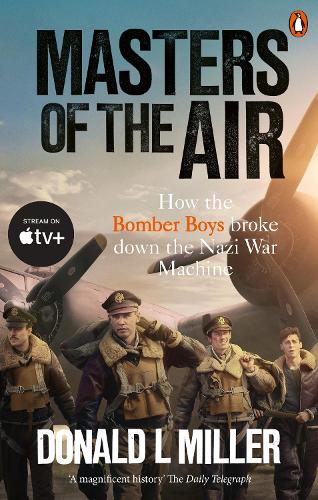 MASTERS
OF THE AIR
How the
Bomber Boys broke
down the Nazi War
Machine
STREAM ON
tv+
DONALD L MILLER
‘A magnificent history’ The Daily Telegraph